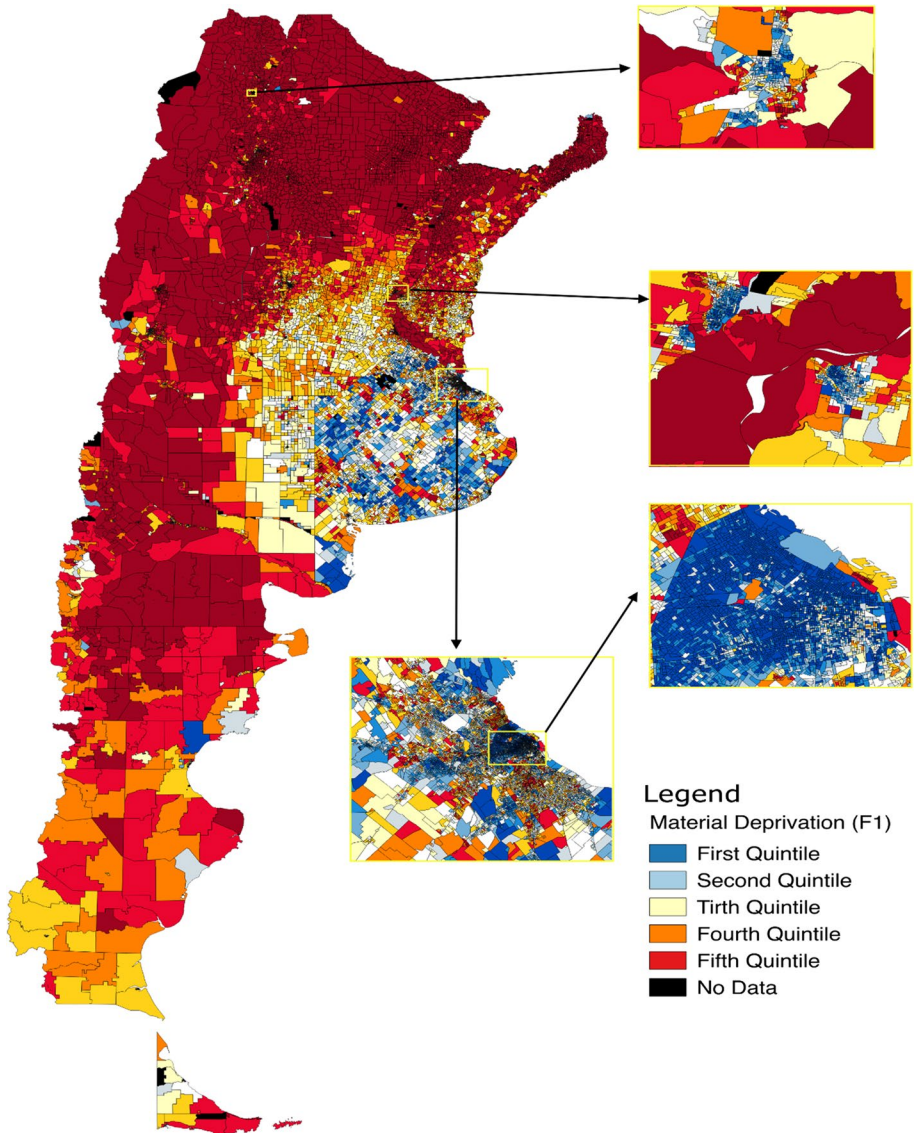 Legend
Material Deprivation (F1)
First Quintile
Second Quintile
Tirth Quintile
Fourth Quintile
Fifth Quintile
No Data